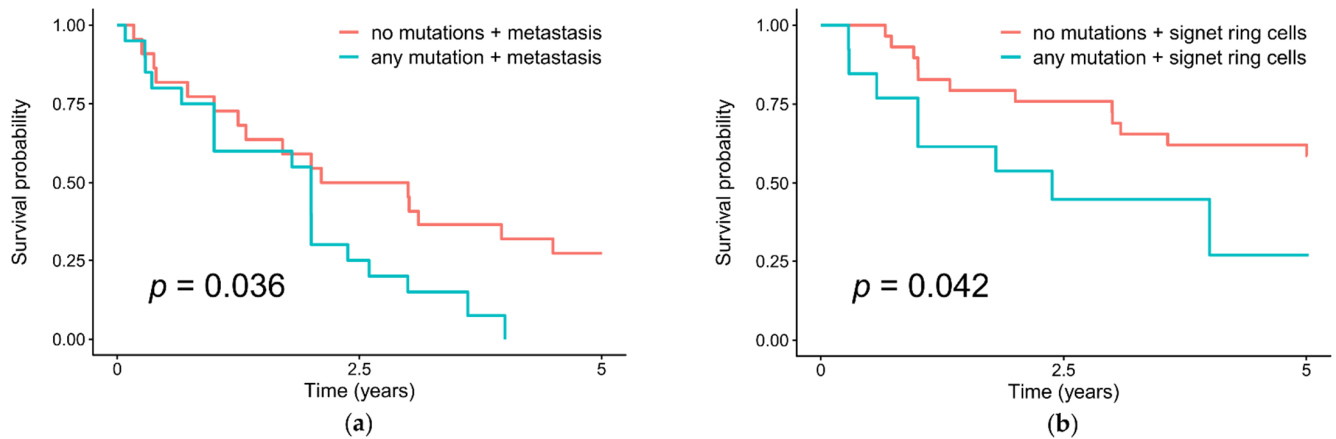 1.00
0.75
0.50
0.25
0.00
Survival probability
no mutations + metastasis
any mutation + metastasis
p = 0.036
0
2.5
5
Time (years)
(a)
1.00
0.75
0.50
0.25
0.00
Survival probability
no mutations + signet ring cells
any mutation + signet ring cells
p = 0.042
0
2.5
5
Time (years)
(b)